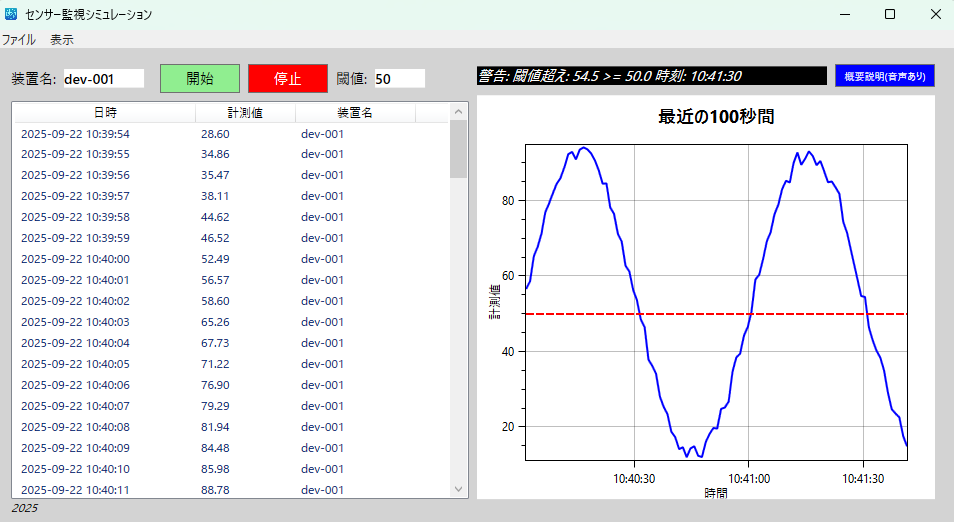 センサー監視シミュレーション
ファイル 表示
装置名: dev-001 開始 停止 閾値: 50
警告: 閾値超え: 54.5 >= 50.0 時刻: 10:41:30 概要説明(音声あり)
日時 計測値 装置名
2025-09-22 10:39:54 28.60 dev-001
2025-09-22 10:39:55 34.86 dev-001
2025-09-22 10:39:56 35.47 dev-001
2025-09-22 10:39:57 38.11 dev-001
2025-09-22 10:39:58 44.62 dev-001
2025-09-22 10:39:59 46.52 dev-001
2025-09-22 10:40:00 52.49 dev-001
2025-09-22 10:40:01 56.57 dev-001
2025-09-22 10:40:02 58.60 dev-001
2025-09-22 10:40:03 65.26 dev-001
2025-09-22 10:40:04 67.73 dev-001
2025-09-22 10:40:05 71.22 dev-001
2025-09-22 10:40:06 76.90 dev-001
2025-09-22 10:40:07 79.29 dev-001
2025-09-22 10:40:08 81.94 dev-001
2025-09-22 10:40:09 84.48 dev-001
2025-09-22 10:40:10 85.98 dev-001
2025-09-22 10:40:11 88.78 dev-001
最近の100秒間
80
60
40
20
計測値
10:40:30 10:41:00 10:41:30
時間
2025